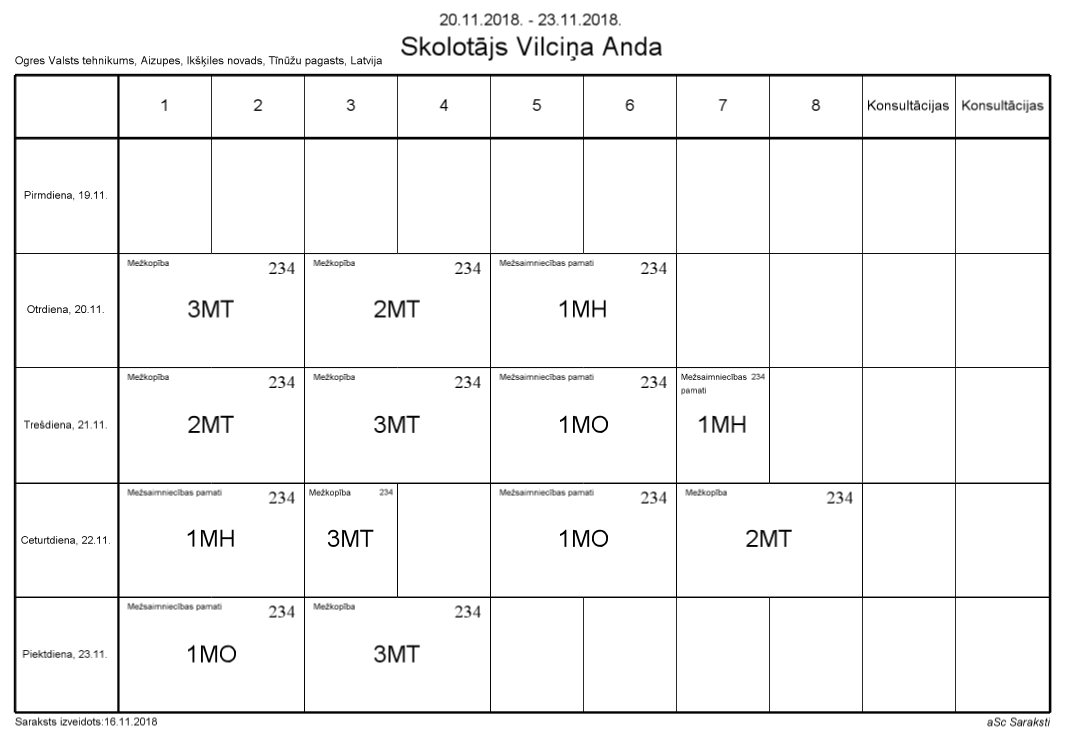 20.11.2018. - 23.11.2018.
Skolotājs Vilciņa Anda
Ogres Valsts tehnikums, Aizupes, Ikšķiles novads, Tīnūžu pagasts, Latvija
1 2 3 4 5 6 7 8 Konsultācijas Konsultācijas
Pirmdiena, 19.11.
Mežkopība 234 Mežkopība 234 Mežsaimniecības pamati 234
Otrdiena, 20.11. 3MT 2MT 1MH
Mežkopība 234 Mežkopība 234 Mežsaimniecības pamati 234 Mežsaimniecības 234
pamati
Trešdiena, 21.11. 2MT 3MT 1MO 1MH
Mežsaimniecības pamati 234 Mežkopība 234 Mežsaimniecības pamati 234 Mežkopība 234
Ceturtdiena, 22.11. 1MH 3MT 1MO 2MT
Mežsaimniecības pamati 234 Mežkopība 234
Piektdiena, 23.11. 1MO 3MT
Saraksts izveidots:16.11.2018 aSc Saraksti